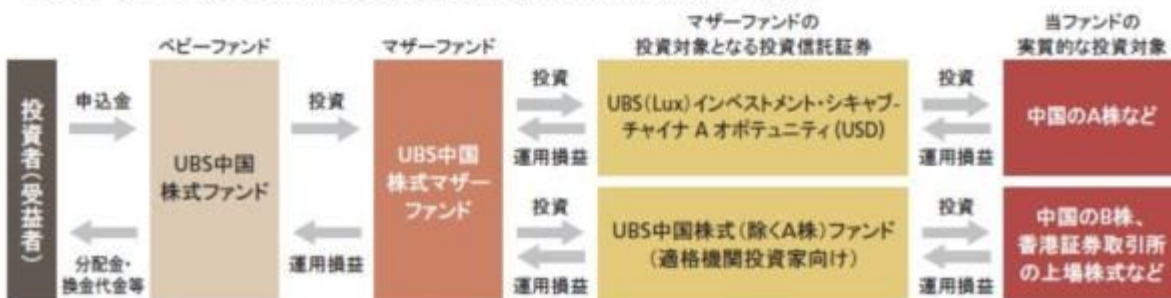 ベビーファンド
マザーファンド
マザーファンドの
投資対象となる投資信託証券
当ファンドの
実質的な投資対象
投資者(受益者)
申込金
分配金・
換金代金等
UBS中国
株式ファンド
投資
運用損益
UBS中国
株式マザー
ファンド
投資
運用損益
投資
運用損益
UBS(Lux)インベストメント・シキャブ-
チャイナ A オポテュニティ(USD)
UBS中国株式(除くA株)ファンド
(適格機関投資家向け)
投資
運用損益
投資
運用損益
中国のA株など
中国のB株、
香港証券取引所
の上場株式など